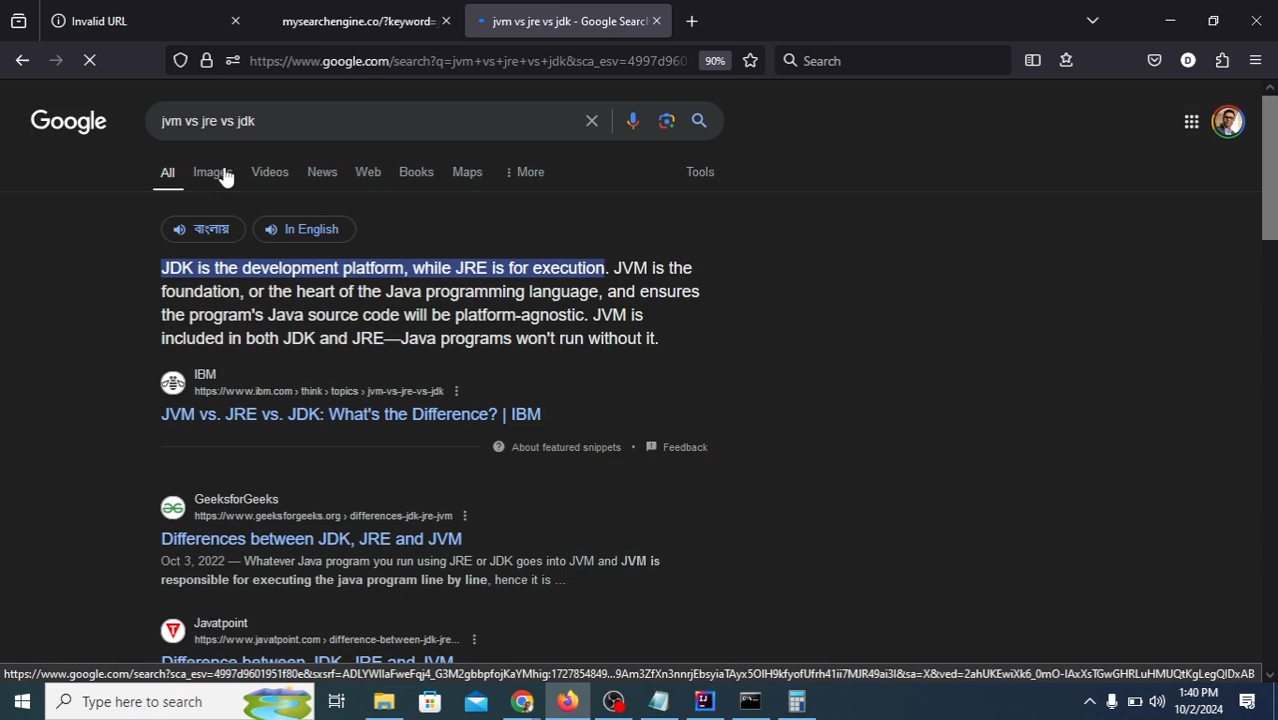 Invalid URL
mysearchengine.co/?keyword=
jvm vs jre vs jdk - Google Search
https://www.google.com/search?q=jvm+vs+jre+vs+jdk&sca_esv=4997d960
90%
Search
Google
jvm vs jre vs jdk
All
Images
Videos
News
Web
Books
Maps
More
Tools
বাংলায়
In English
JDK is the development platform, while JRE is for execution. JVM is the
foundation, or the heart of the Java programming language, and ensures
the program's Java source code will be platform-agnostic. JVM is
included in both JDK and JRE—Java programs won't run without it.
IBM
https://www.ibm.com › think › topics › jvm-vs-jre-vs-jdk
JVM vs. JRE vs. JDK: What's the Difference? | IBM
About featured snippets • Feedback
GeeksforGeeks
https://www.geeksforgeeks.org › differences-jdk-jre-jvm
Differences between JDK, JRE and JVM
Oct 3, 2022 — Whatever Java program you run using JRE or JDK goes into JVM and JVM is
responsible for executing the java program line by line, hence it is ...
Javatpoint
https://www.javatpoint.com › difference-between-jdk-jre...
Difference between JDK, JRE and JVM
Type here to search
1:40 PM
10/2/2024